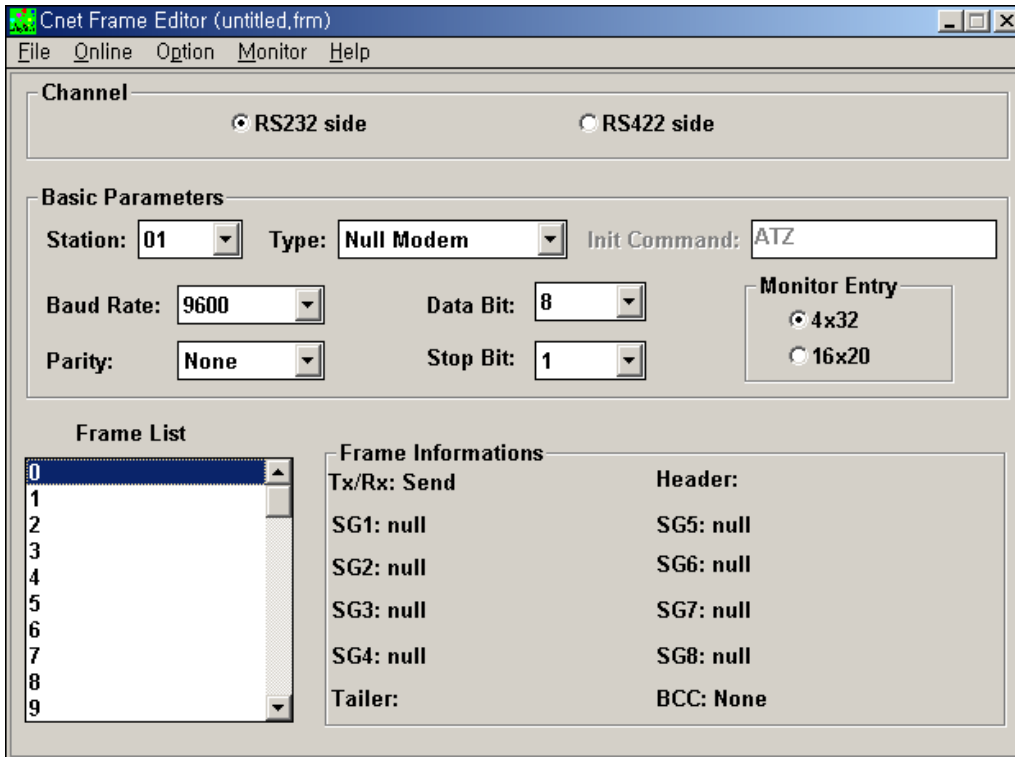 Cnet Frame Editor (untitled,frm)
File Online Option Monitor Help
Channel
RS232 side RS422 side
Basic Parameters
Station: 01 Type: Null Modem Init Command: ATZ
Baud Rate: 9600 Data Bit: 8
Monitor Entry
4x32
Parity: None Stop Bit: 1
16x20
Frame List
0
1
2
3
4
5
6
7
8
9
Frame Informations
Tx/Rx: Send Header:
SG1: null SG5: null
SG2: null SG6: null
SG3: null SG7: null
SG4: null SG8: null
Tailer: BCC: None